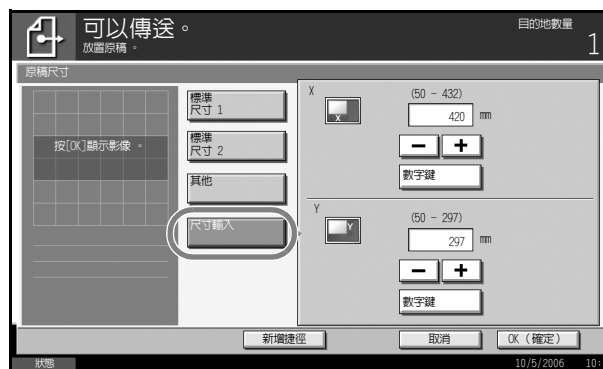 可以傳送。
放置原稿。
目的地數量
1
原稿尺寸
按[OK]顯示影像。
標準
尺寸 1
標準
尺寸 2
其他
尺寸輸入
X
(50 - 432)
X
420 mm
- +
數字鍵
Y
(50 - 297)
Y
297 mm
- +
數字鍵
新增捷徑
取消
OK(確定)
狀態
10/5/2006 10: